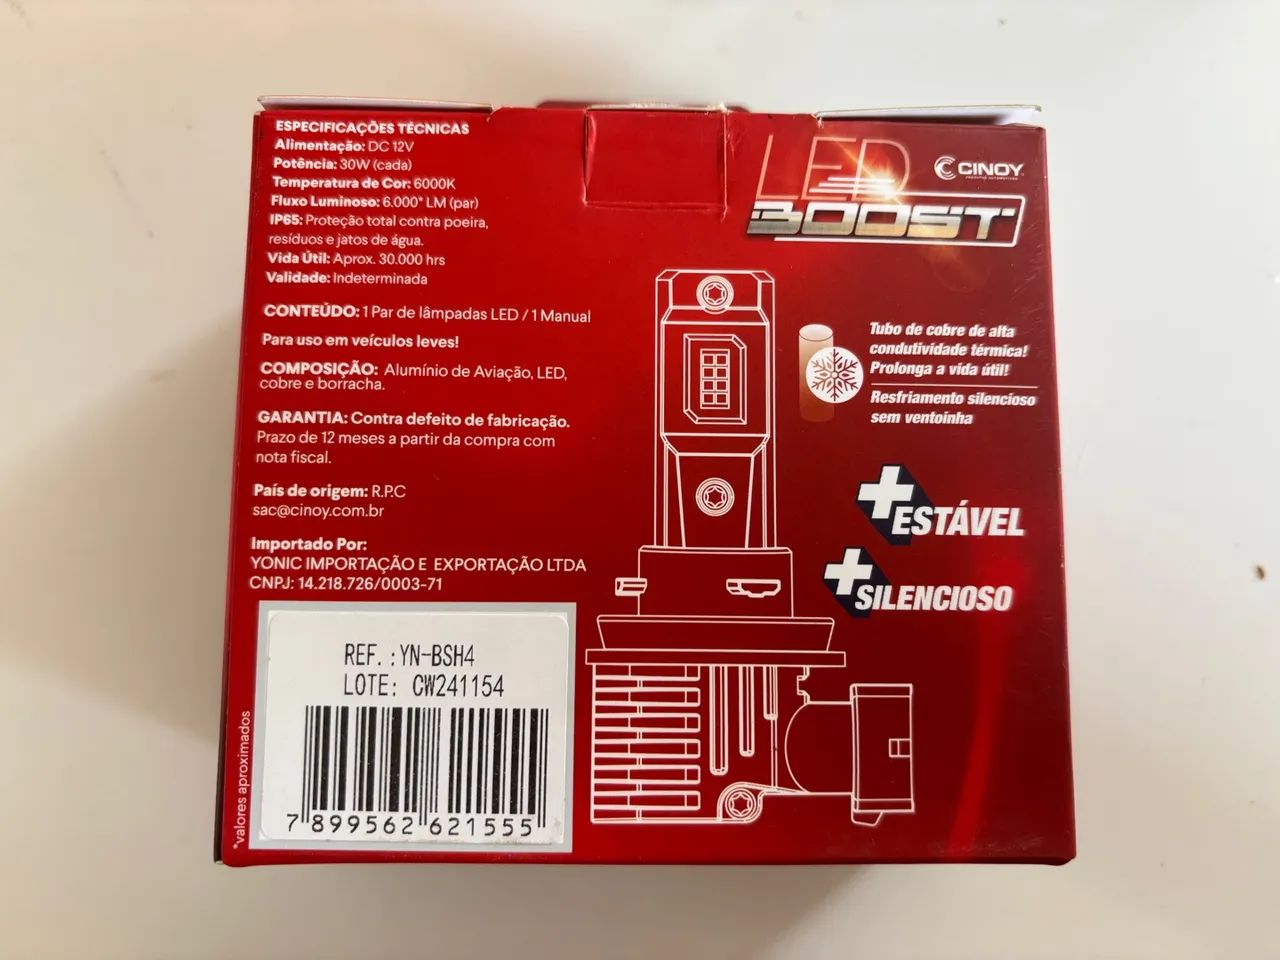 ESPECIFICAÇÕES TÉCNICAS
Alimentação: DC 12V
Potência: 30W (cada)
Temperatura de Cor: 6000K
Fluxo Luminoso: 6.000* LM (par)
IP65: Proteção total contra poeira,
resíduos e jatos de água.
Vida Útil: Aprox. 30.000 hrs
Validade: Indeterminada
CONTEÚDO: 1 Par de lâmpadas LED / 1 Manual
Para uso em veículos leves!
COMPOSIÇÃO: Alumínio de Aviação, LED,
cobre e borracha.
GARANTIA: Contra defeito de fabricação.
Prazo de 12 meses a partir da compra com
nota fiscal.
País de origem: R.P.C
sac@cinoy.com.br
Importado Por:
YONIC IMPORTAÇÃO E EXPORTAÇÃO LTDA
CNPJ: 14.218.726/0003-71
REF. :YN-BSH4
LOTE: CW241154
7 899562 621555
*valores aproximados
LED
BOOST
CINOY
PRODUTOS AUTOMOTIVOS
Tubo de cobre de alta
condutividade térmica!
Prolonga a vida útil!
Resfriamento silencioso
sem ventoinha
+ESTÁVEL
+SILENCIOSO